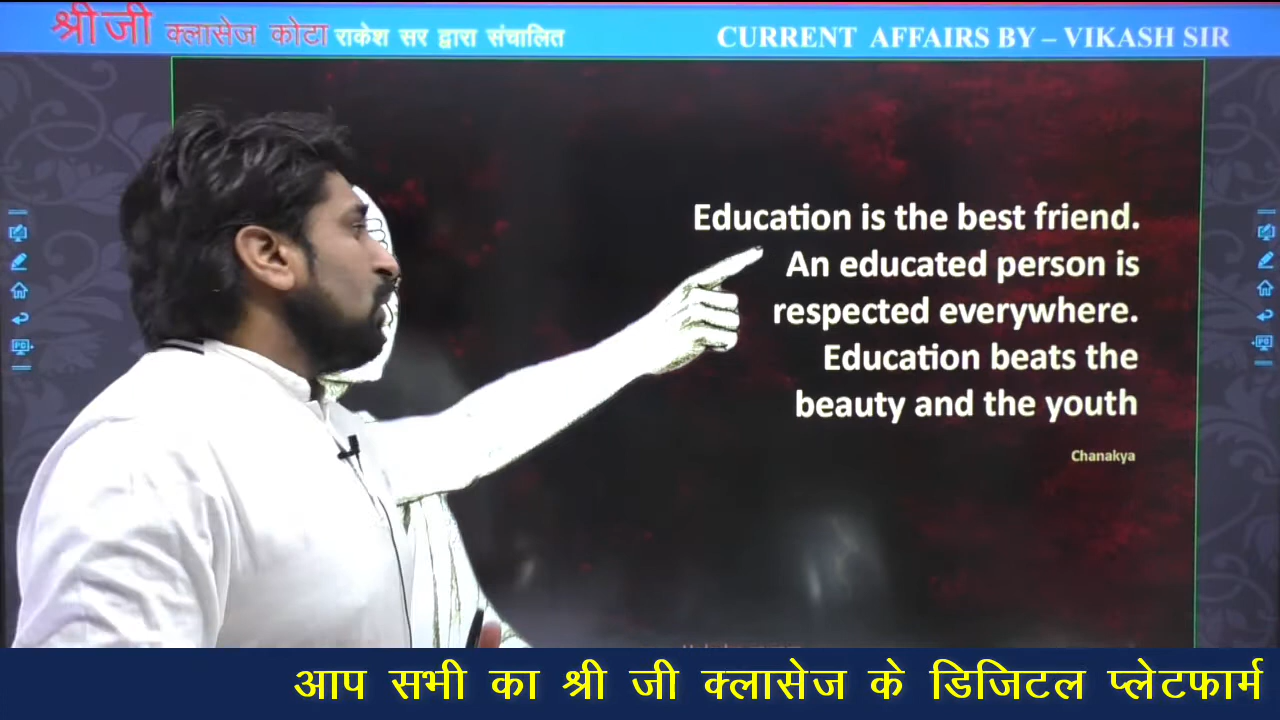 श्रीजी क्लासेज कोटा राकेश सर द्वारा संचालित CURRENT AFFAIRS BY – VIKASH SIR
Education is the best friend.
An educated person is
respected everywhere.
Education beats the
beauty and the youth
Chanakya
आप सभी का श्री जी क्लासेज के डिजिटल प्लेटफार्म